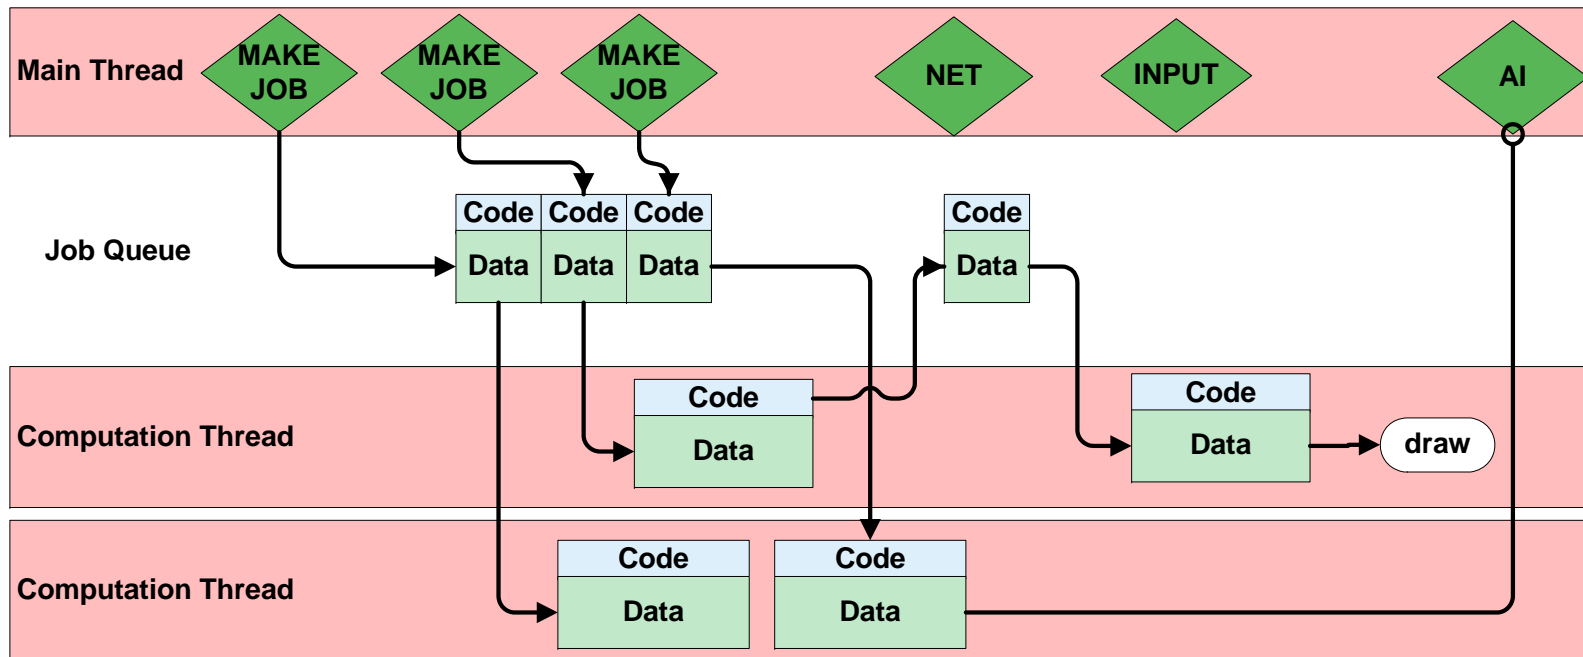 Main Thread
MAKE
JOB
MAKE
JOB
MAKE
JOB
NET
INPUT
AI
Job Queue
Code
Code
Code
Code
Data
Data
Data
Data
Computation Thread
Code
Data
Code
Data
draw
Computation Thread
Code
Data
Code
Data